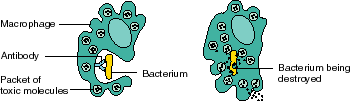 Macrophage
Antibody
Packet of
toxic molecules
Bacterium
Bacterium being
destroyed